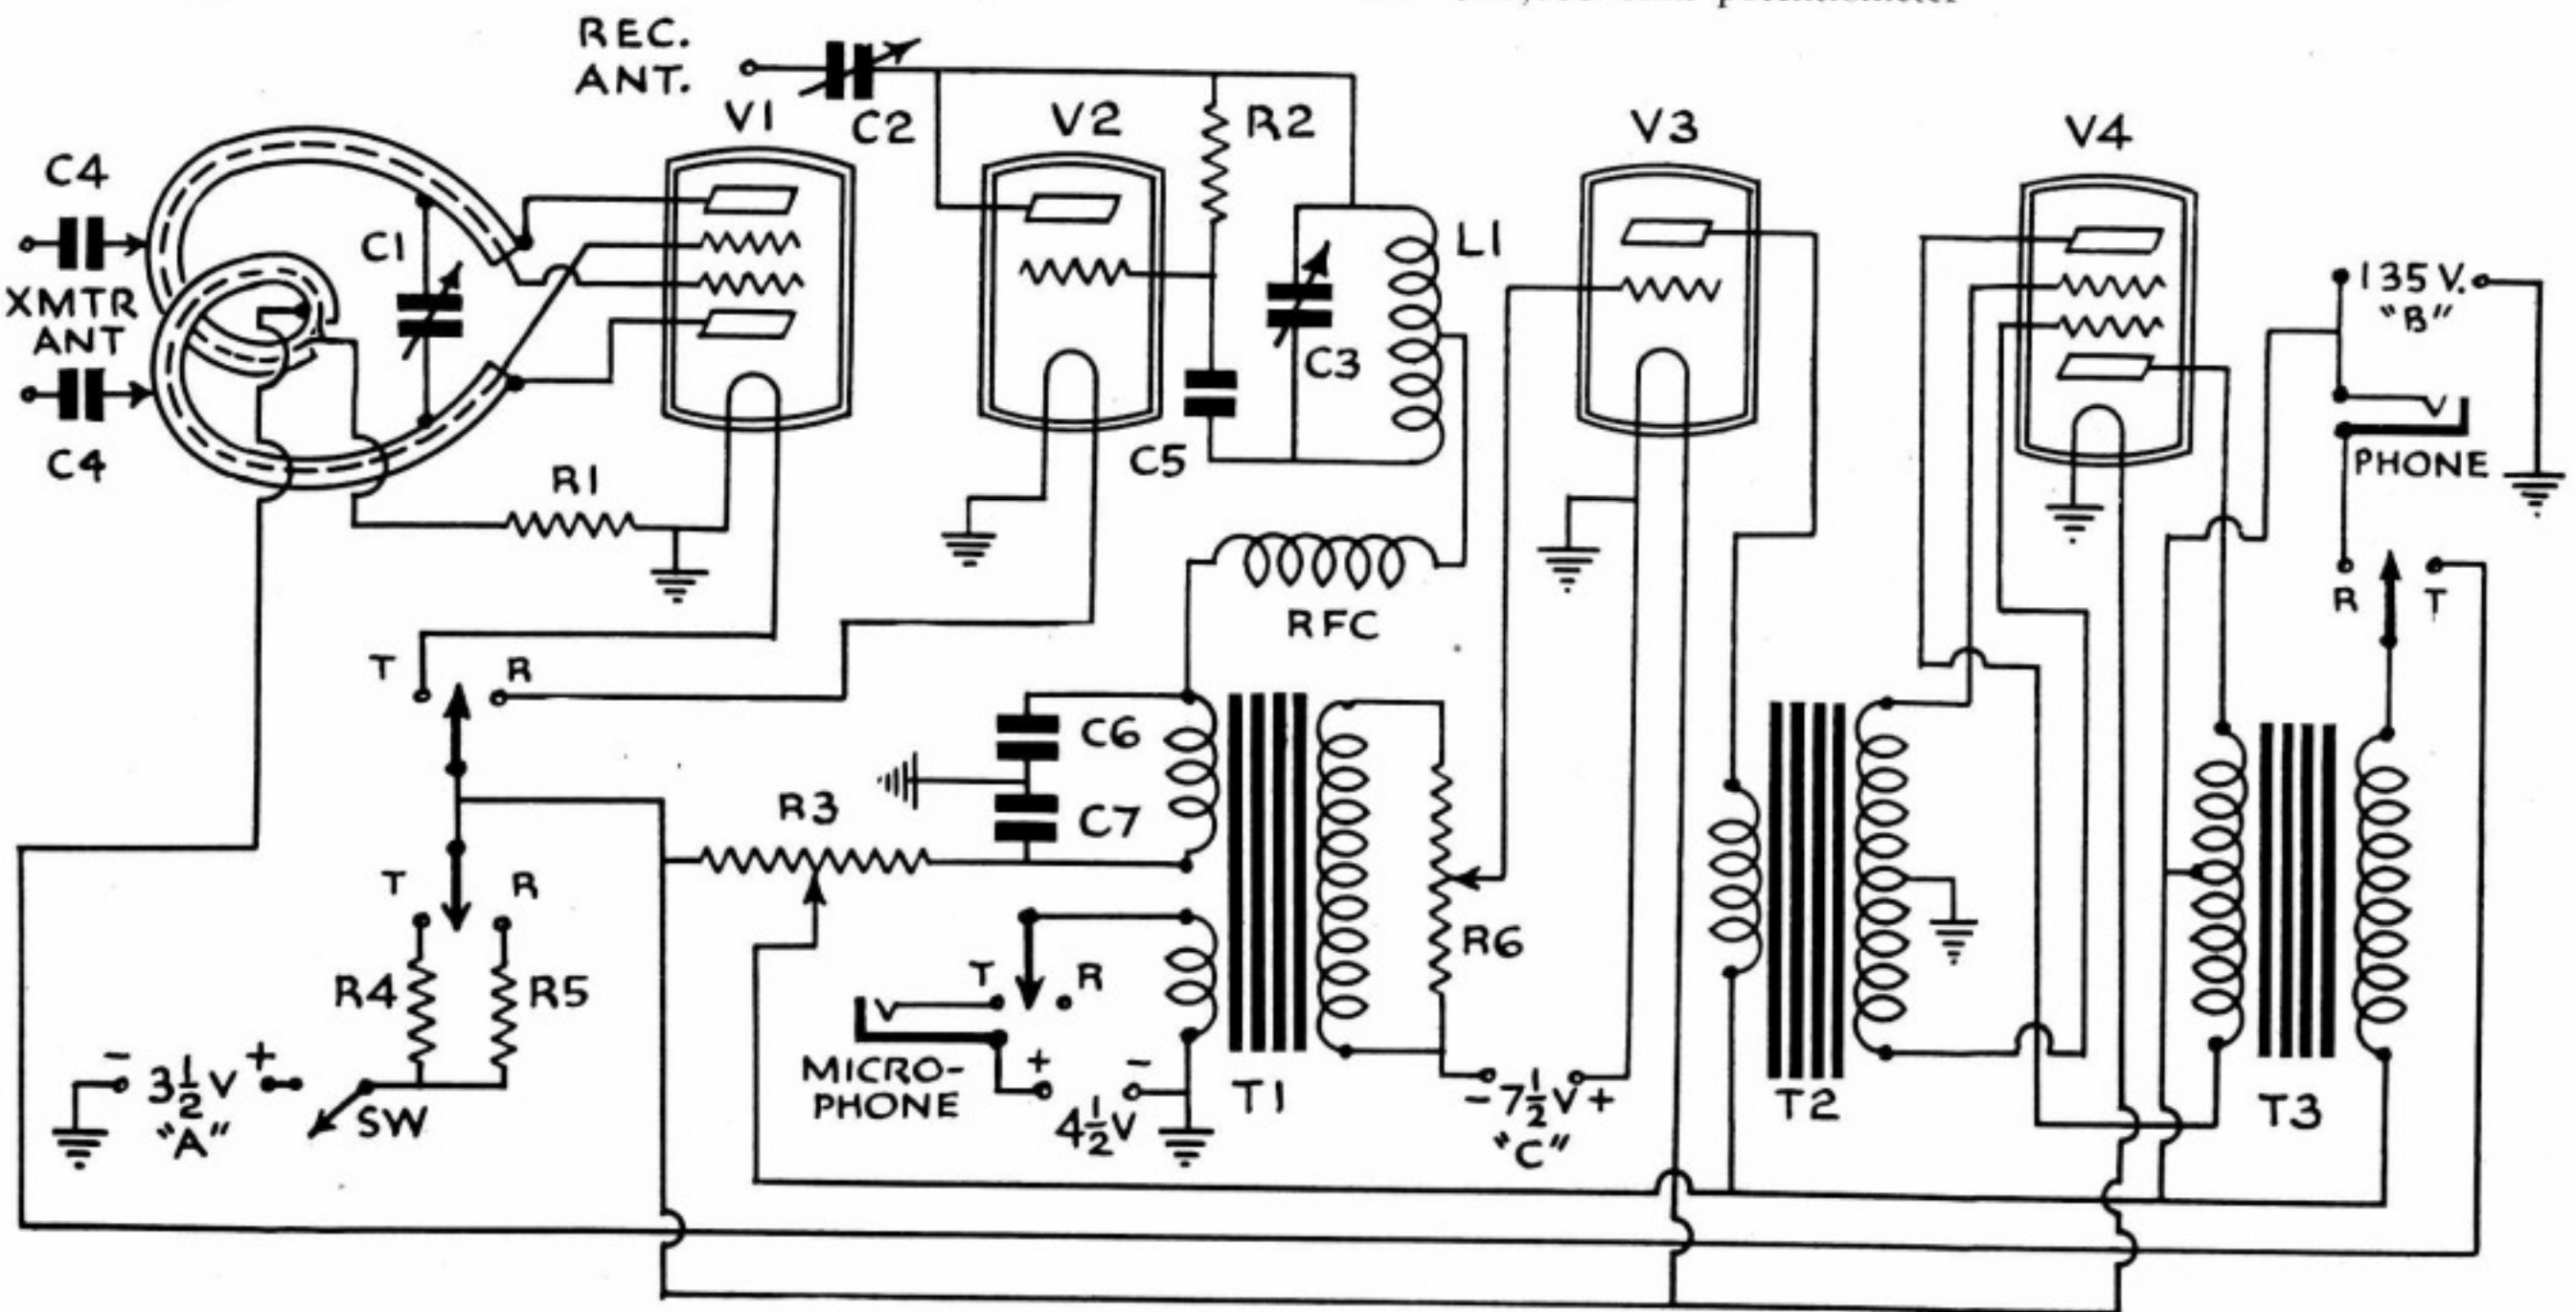 potentiometer
REC.
ANT.
V1
C2
V2
R2
V3
V4
C4
C1
L1
XMTR
ANT
C3
135 V.
"B"
C4
C5
PHONE
R1
RFC
R
T
T
R
C6
C7
R3
T
R
R4
R5
T
R
R6
MICRO-
PHONE
+
-
4½V
T1
-7½V+
"C"
T2
T3
-
3½V
+
"A"
SW